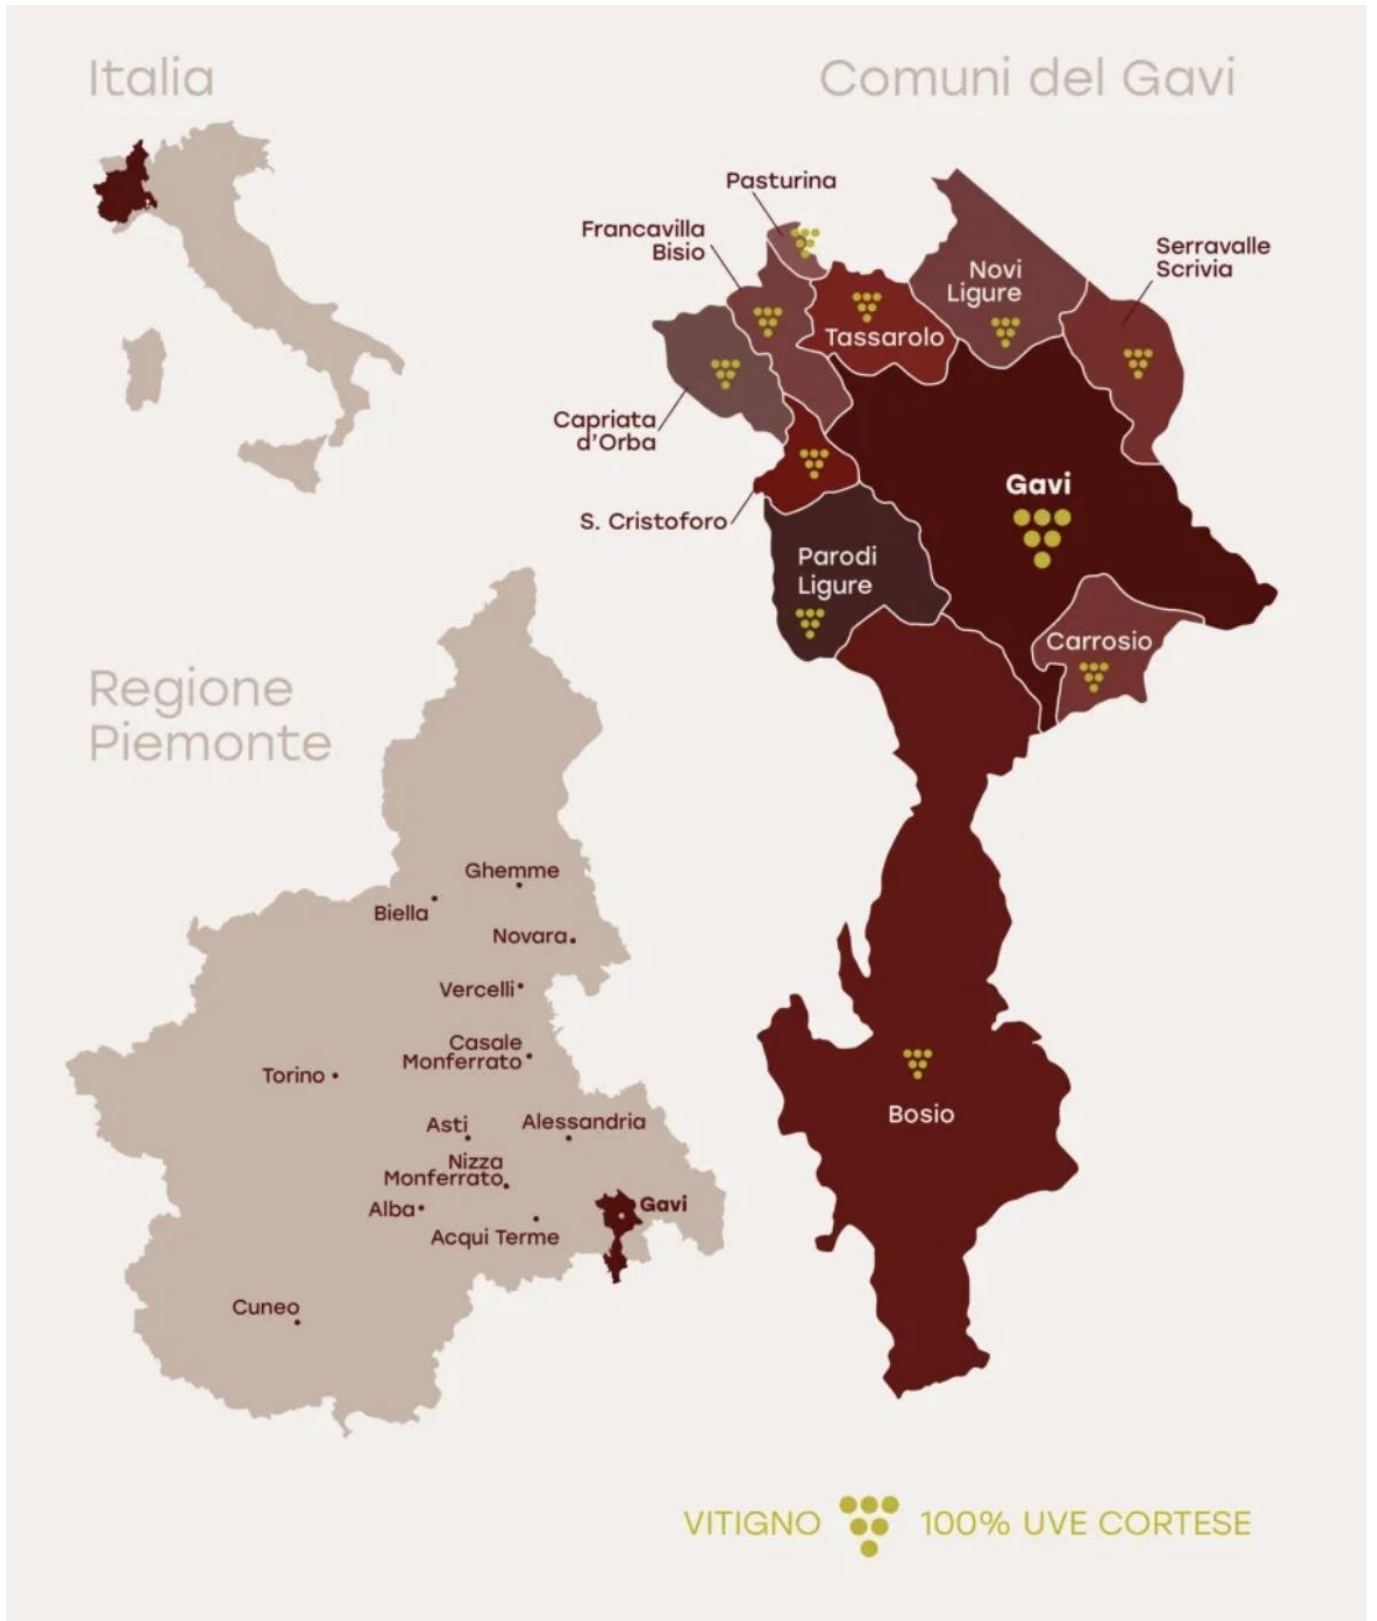 Italia
Comuni del Gavi
Pasturina
Francavilla
Bisio
Novi
Ligure
Serravalle
Scrivia
Tassarolo
Capriata
d'Orba
Gavi
S. Cristoforo
Parodi
Ligure
Carrosio
Bosio
Regione
Piemonte
Ghemme
Biella
Novara
Vercelli
Casale
Monferrato
Torino
Asti
Alessandria
Nizza
Monferrato
Alba
Gavi
Acqui Terme
Cuneo
VITIGNO 100% UVE CORTESE